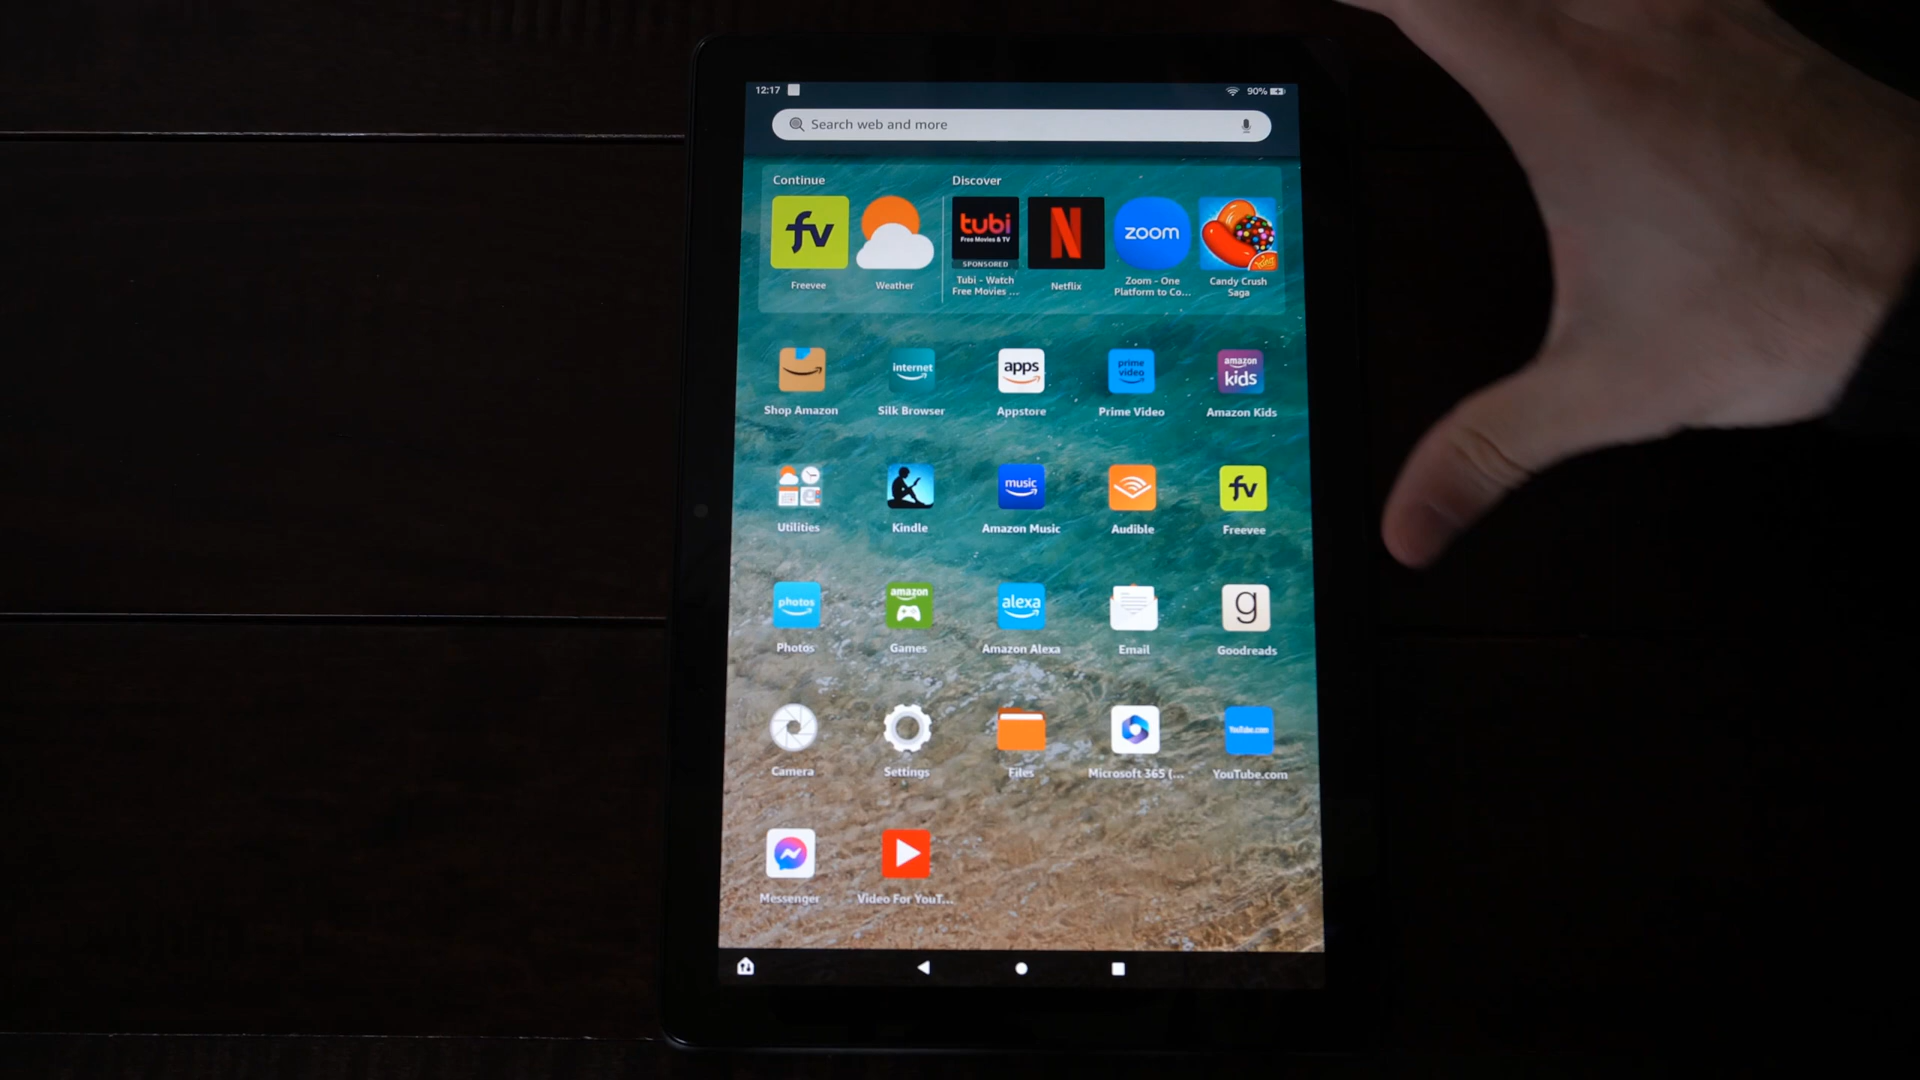 12:17
90%
Search web and more
Continue
Discover
fv
tubi
Free Movies & TV
SPONSORED
N
zoom
King
Freevee
Weather
Tubi - Watch
Free Movies ...
Netflix
Zoom - One
Platform to Co...
Candy Crush
Saga
internet
apps
prime
video
amazon
kids
Shop Amazon
Silk Browser
Appstore
Prime Video
Amazon Kids
music
fv
Utilities
Kindle
Amazon Music
Audible
Freevee
photos
amazon
alexa
g
Photos
Games
Amazon Alexa
Email
Goodreads
YouTube.com
Camera
Settings
Files
Microsoft 365 (...
YouTube.com
Messenger
Video For YouT...